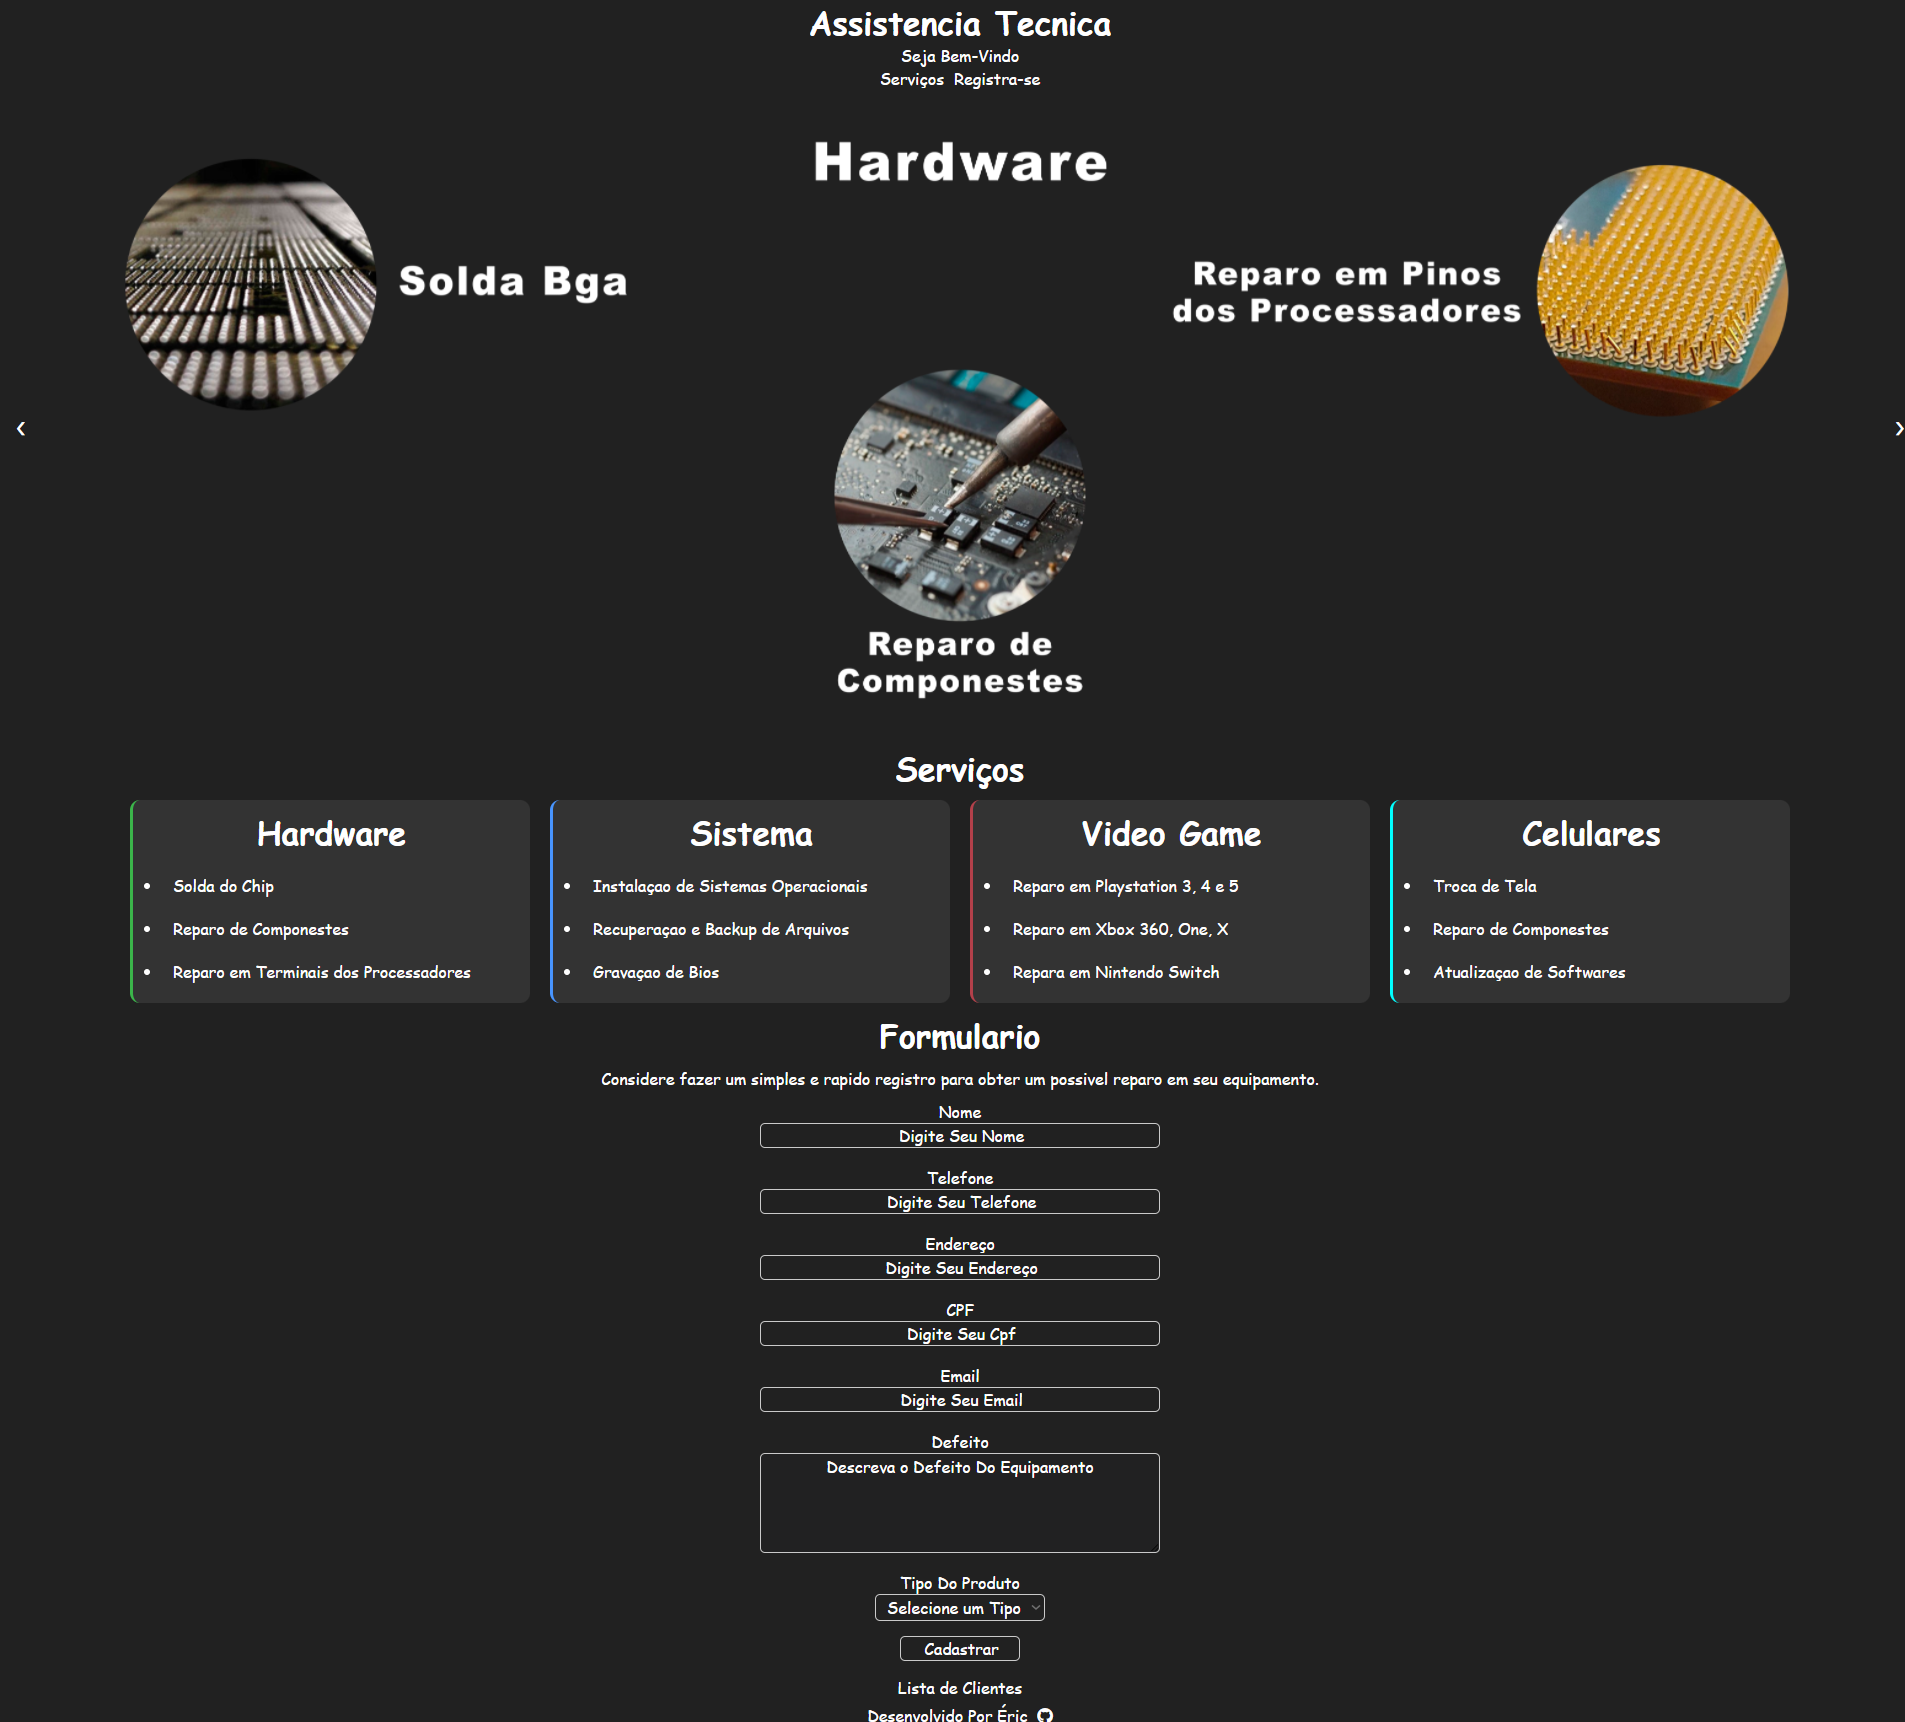 Assistencia Tecnica
Seja Bem-Vindo
Serviços Registra-se
Hardware
Solda Bga
Reparo em Pinos
dos Processadores
‹
›
Reparo de
Componestes
Serviços
Hardware
• Solda do Chip
• Reparo de Componestes
• Reparo em Terminais dos Processadores
Sistema
• Instalaçao de Sistemas Operacionais
• Recuperaçao e Backup de Arquivos
• Gravaçao de Bios
Video Game
• Reparo em Playstation 3, 4 e 5
• Reparo em Xbox 360, One, X
• Repara em Nintendo Switch
Celulares
• Troca de Tela
• Reparo de Componestes
• Atualizaçao de Softwares
Formulario
Considere fazer um simples e rapido registro para obter um possivel reparo em seu equipamento.
Nome
Digite Seu Nome
Telefone
Digite Seu Telefone
Endereço
Digite Seu Endereço
CPF
Digite Seu Cpf
Email
Digite Seu Email
Defeito
Descreva o Defeito Do Equipamento
Tipo Do Produto
Selecione um Tipo
Cadastrar
Lista de Clientes
Desenvolvido Por Éric